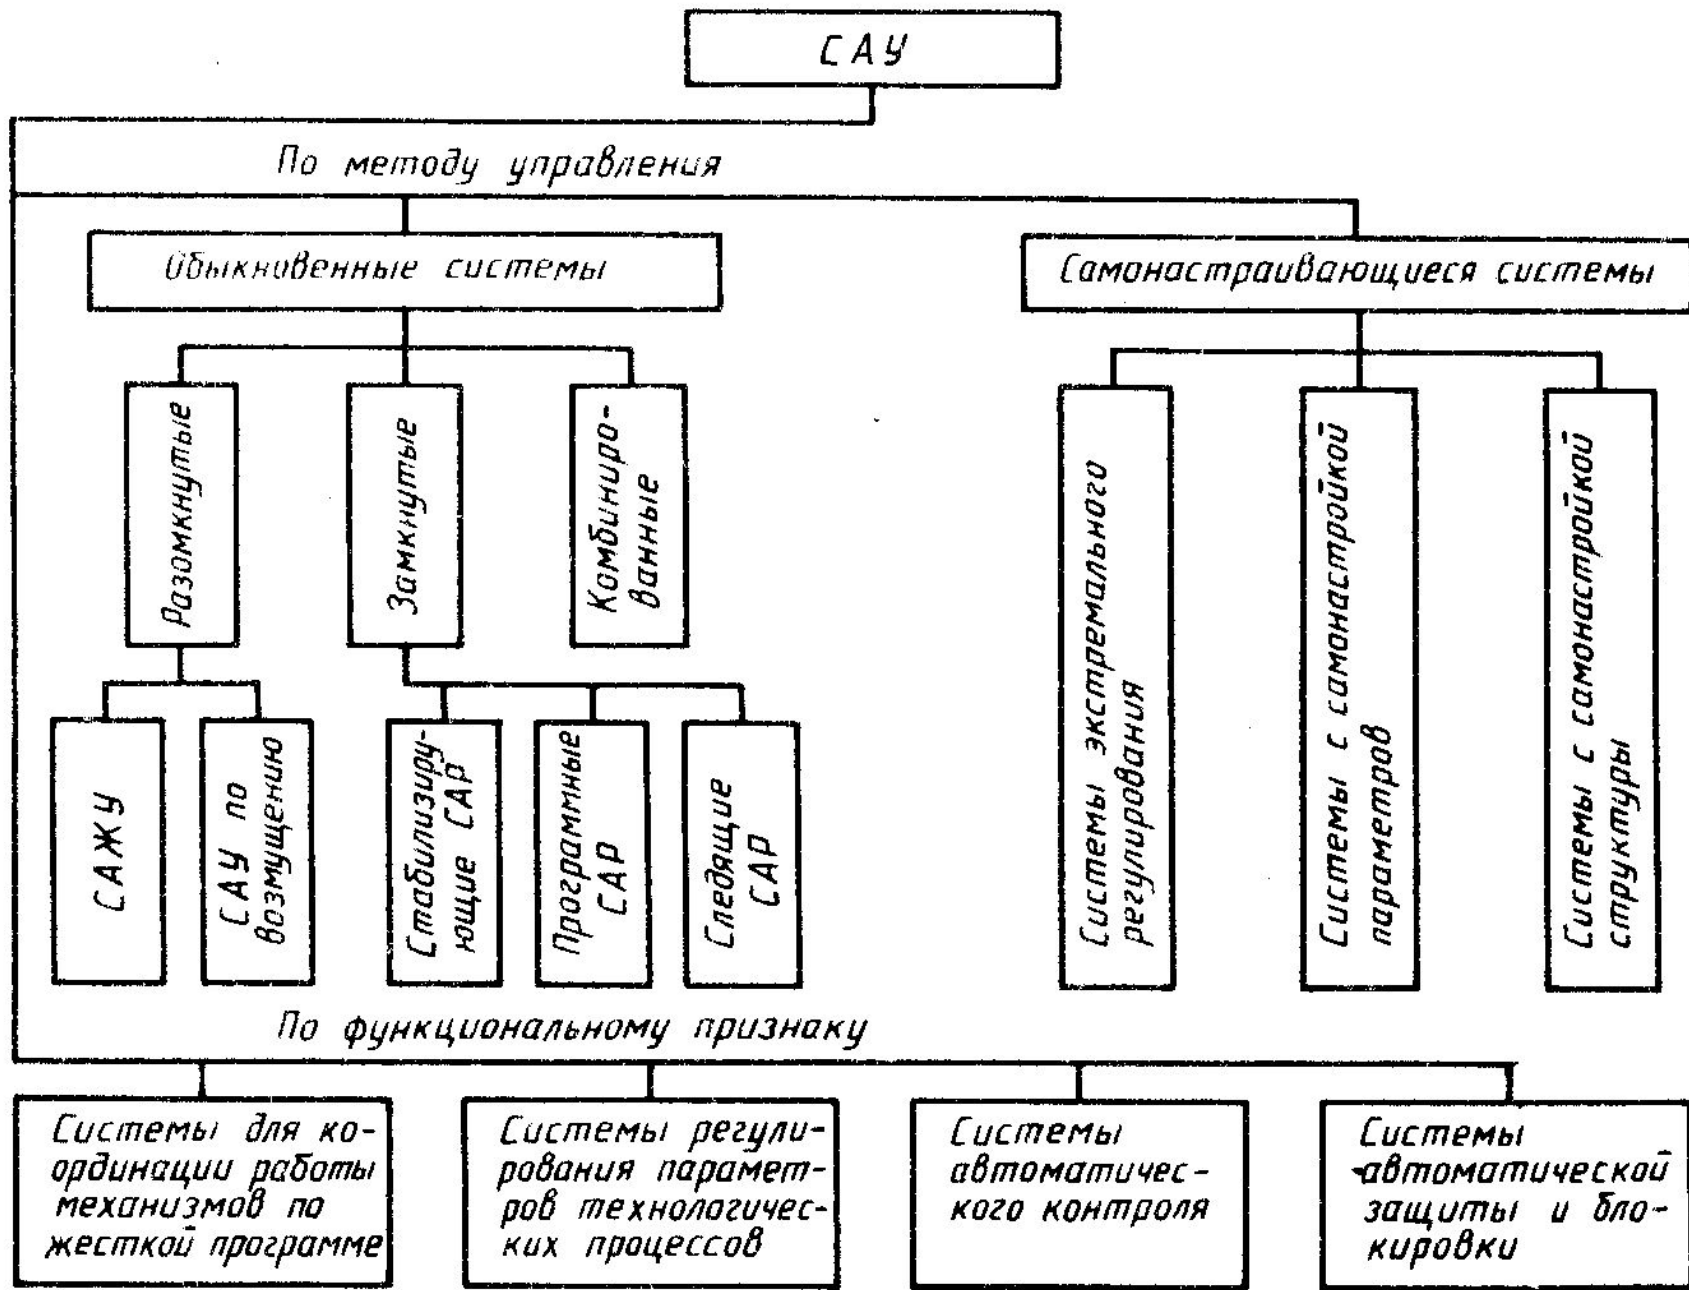 САУ
По методу управления
Обыкновенные системы
Самонастраивающиеся системы
Разомкнутые
Замкнутые
Комбиниро-
ванные
Системы экстремального
регулирования
Системы с самонастройкой
параметров
Системы с самонастройкой
структуры
САЖУ
САУ по
возмущению
Стабилизиру-
ющие САР
Програмные
САР
Следящие
САР
По функциональному признаку
Системы для ко-
ординации работы
механизмов по
жесткой программе
Системы регули-
рования парамет-
ров технологичес-
ких процессов
Системы
автоматичес-
кого контроля
Системы
автоматической
защиты и бло-
кировки